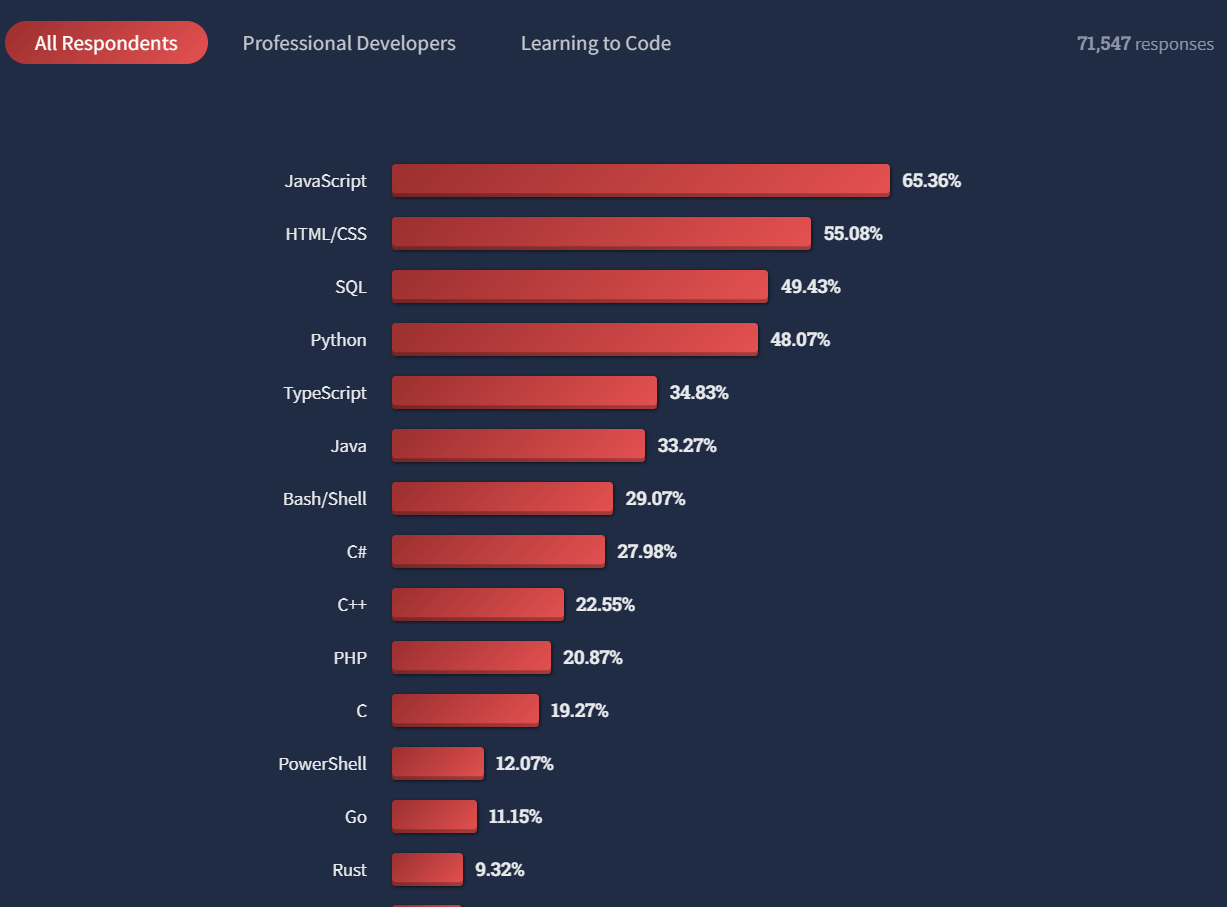 All Respondents Professional Developers Learning to Code 71,547 responses
JavaScript 65.36%
HTML/CSS 55.08%
SQL 49.43%
Python 48.07%
TypeScript 34.83%
Java 33.27%
Bash/Shell 29.07%
C# 27.98%
C++ 22.55%
PHP 20.87%
C 19.27%
PowerShell 12.07%
Go 11.15%
Rust 9.32%